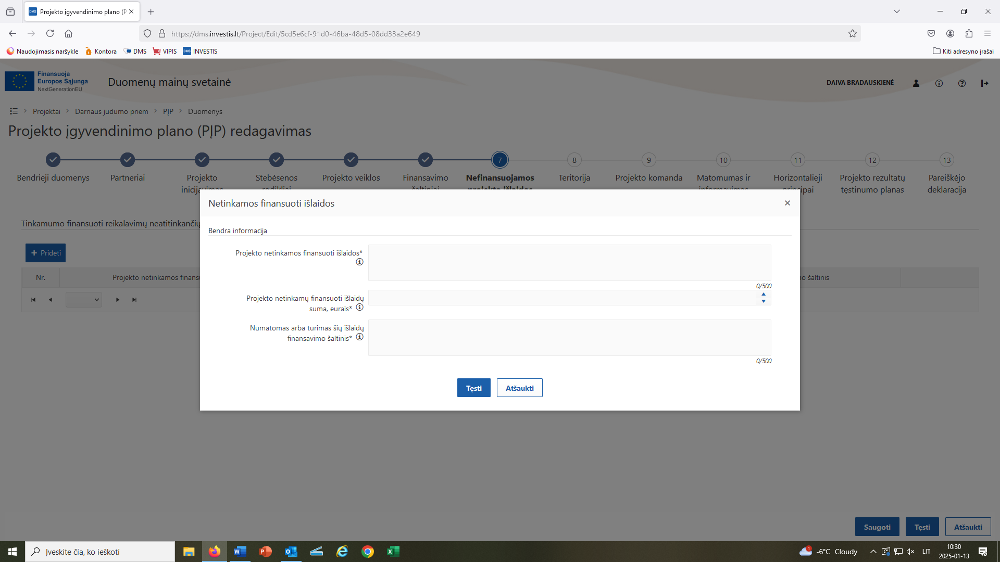 Projekto įgyvendinimo plano (P
https://dms.investis.lt/Project/Edit/5cd5e6cf-91d0-46ba-48d5-08dd33a2e649
Naudojimasis naršykle
Kontora
DMS
VIPIS
DMS
INVESTIS
Kiti adresyno įrašai
Finansuoja
Europos Sąjunga
NextGenerationEU
Duomenų mainų svetainė
DAIVA BRADAUSKIENĖ
Projektai > Darnaus judumo priem > PĮP > Duomenys
Projekto įgyvendinimo plano (PĮP) redagavimas
7 8 9 10 11 12 13
Bendrieji duomenys
Partneriai
Projekto
inicijavimas
Stebėsenos
rodikliai
Projekto veiklos
Finansavimo
šaltiniai
Nefinansuojamos
projekto išlaidos
Teritorija
Projekto komanda
Matomumas ir
informavimas
Horizontalieji
principai
Projekto rezultatų
tęstinumo planas
Pareiškėjo
deklaracija
Tinkamumo finansuoti reikalavimų neatitinkančių
+ Pridėti
Nr.
Projekto netinkamos finansu
o šaltinis
Netinkamos finansuoti išlaidos
Bendra informacija
Projekto netinkamos finansuoti išlaidos*
0/500
Projekto netinkamų finansuoti išlaidų
suma, eurais*
Numatomas arba turimas šių išlaidų
finansavimo šaltinis*
0/500
Tęsti
Atšaukti
Saugoti
Tęsti
Atšaukti
Įveskite čia, ko ieškoti
1
-6°C Cloudy
LIT
10:30
2025-01-13